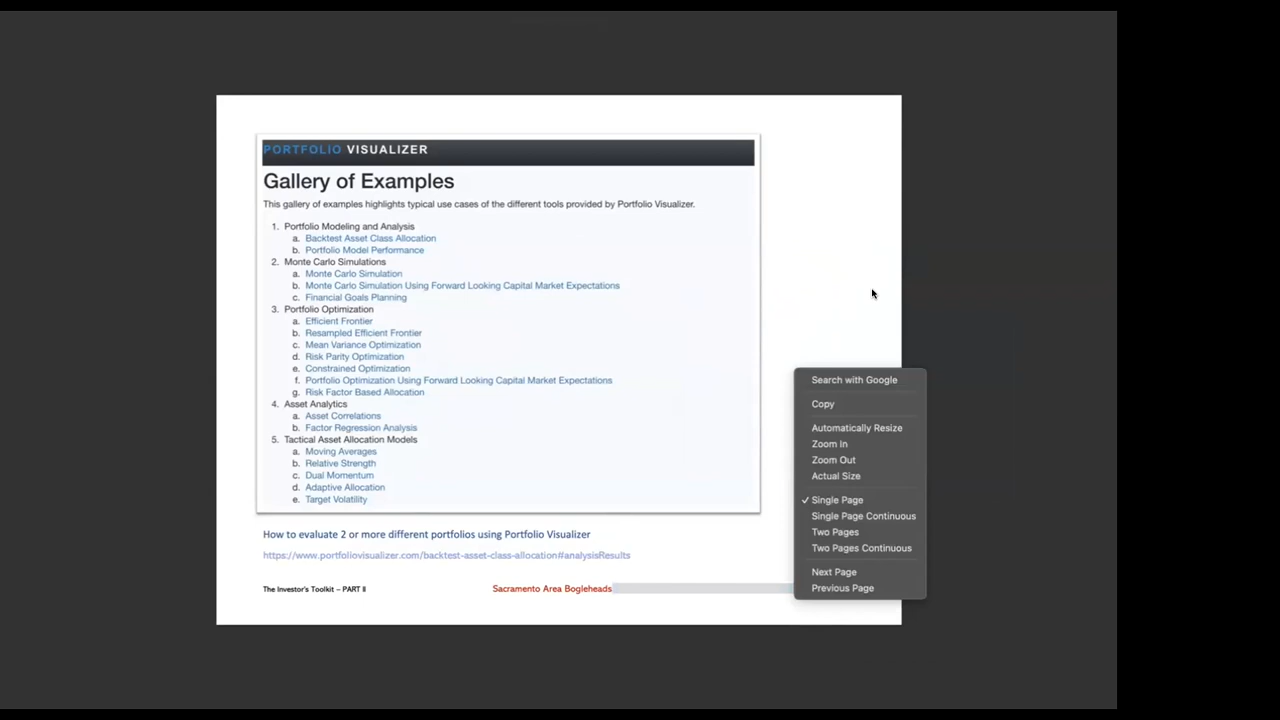 PORTFOLIO VISUALIZER
Gallery of Examples
This gallery of examples highlights typical use cases of the different tools provided by Portfolio Visualizer.
1. Portfolio Modeling and Analysis
a. Backtest Asset Class Allocation
b. Portfolio Model Performance
2. Monte Carlo Simulations
a. Monte Carlo Simulation
b. Monte Carlo Simulation Using Forward Looking Capital Market Expectations
c. Financial Goals Planning
3. Portfolio Optimization
a. Efficient Frontier
b. Resampled Efficient Frontier
c. Mean Variance Optimization
d. Risk Parity Optimization
e. Constrained Optimization
f. Portfolio Optimization Using Forward Looking Capital Market Expectations
g. Risk Factor Based Allocation
4. Asset Analytics
a. Asset Correlations
b. Factor Regression Analysis
5. Tactical Asset Allocation Models
a. Moving Averages
b. Relative Strength
c. Dual Momentum
d. Adaptive Allocation
e. Target Volatility
How to evaluate 2 or more different portfolios using Portfolio Visualizer
https://www.portfoliovisualizer.com/backtest-asset-class-allocation#analysisResults
The Investor's Toolkit – PART II
Sacramento Area Bogleheads
Search with Google
Copy
Automatically Resize
Zoom In
Zoom Out
Actual Size
✓ Single Page
Single Page Continuous
Two Pages
Two Pages Continuous
Next Page
Previous Page